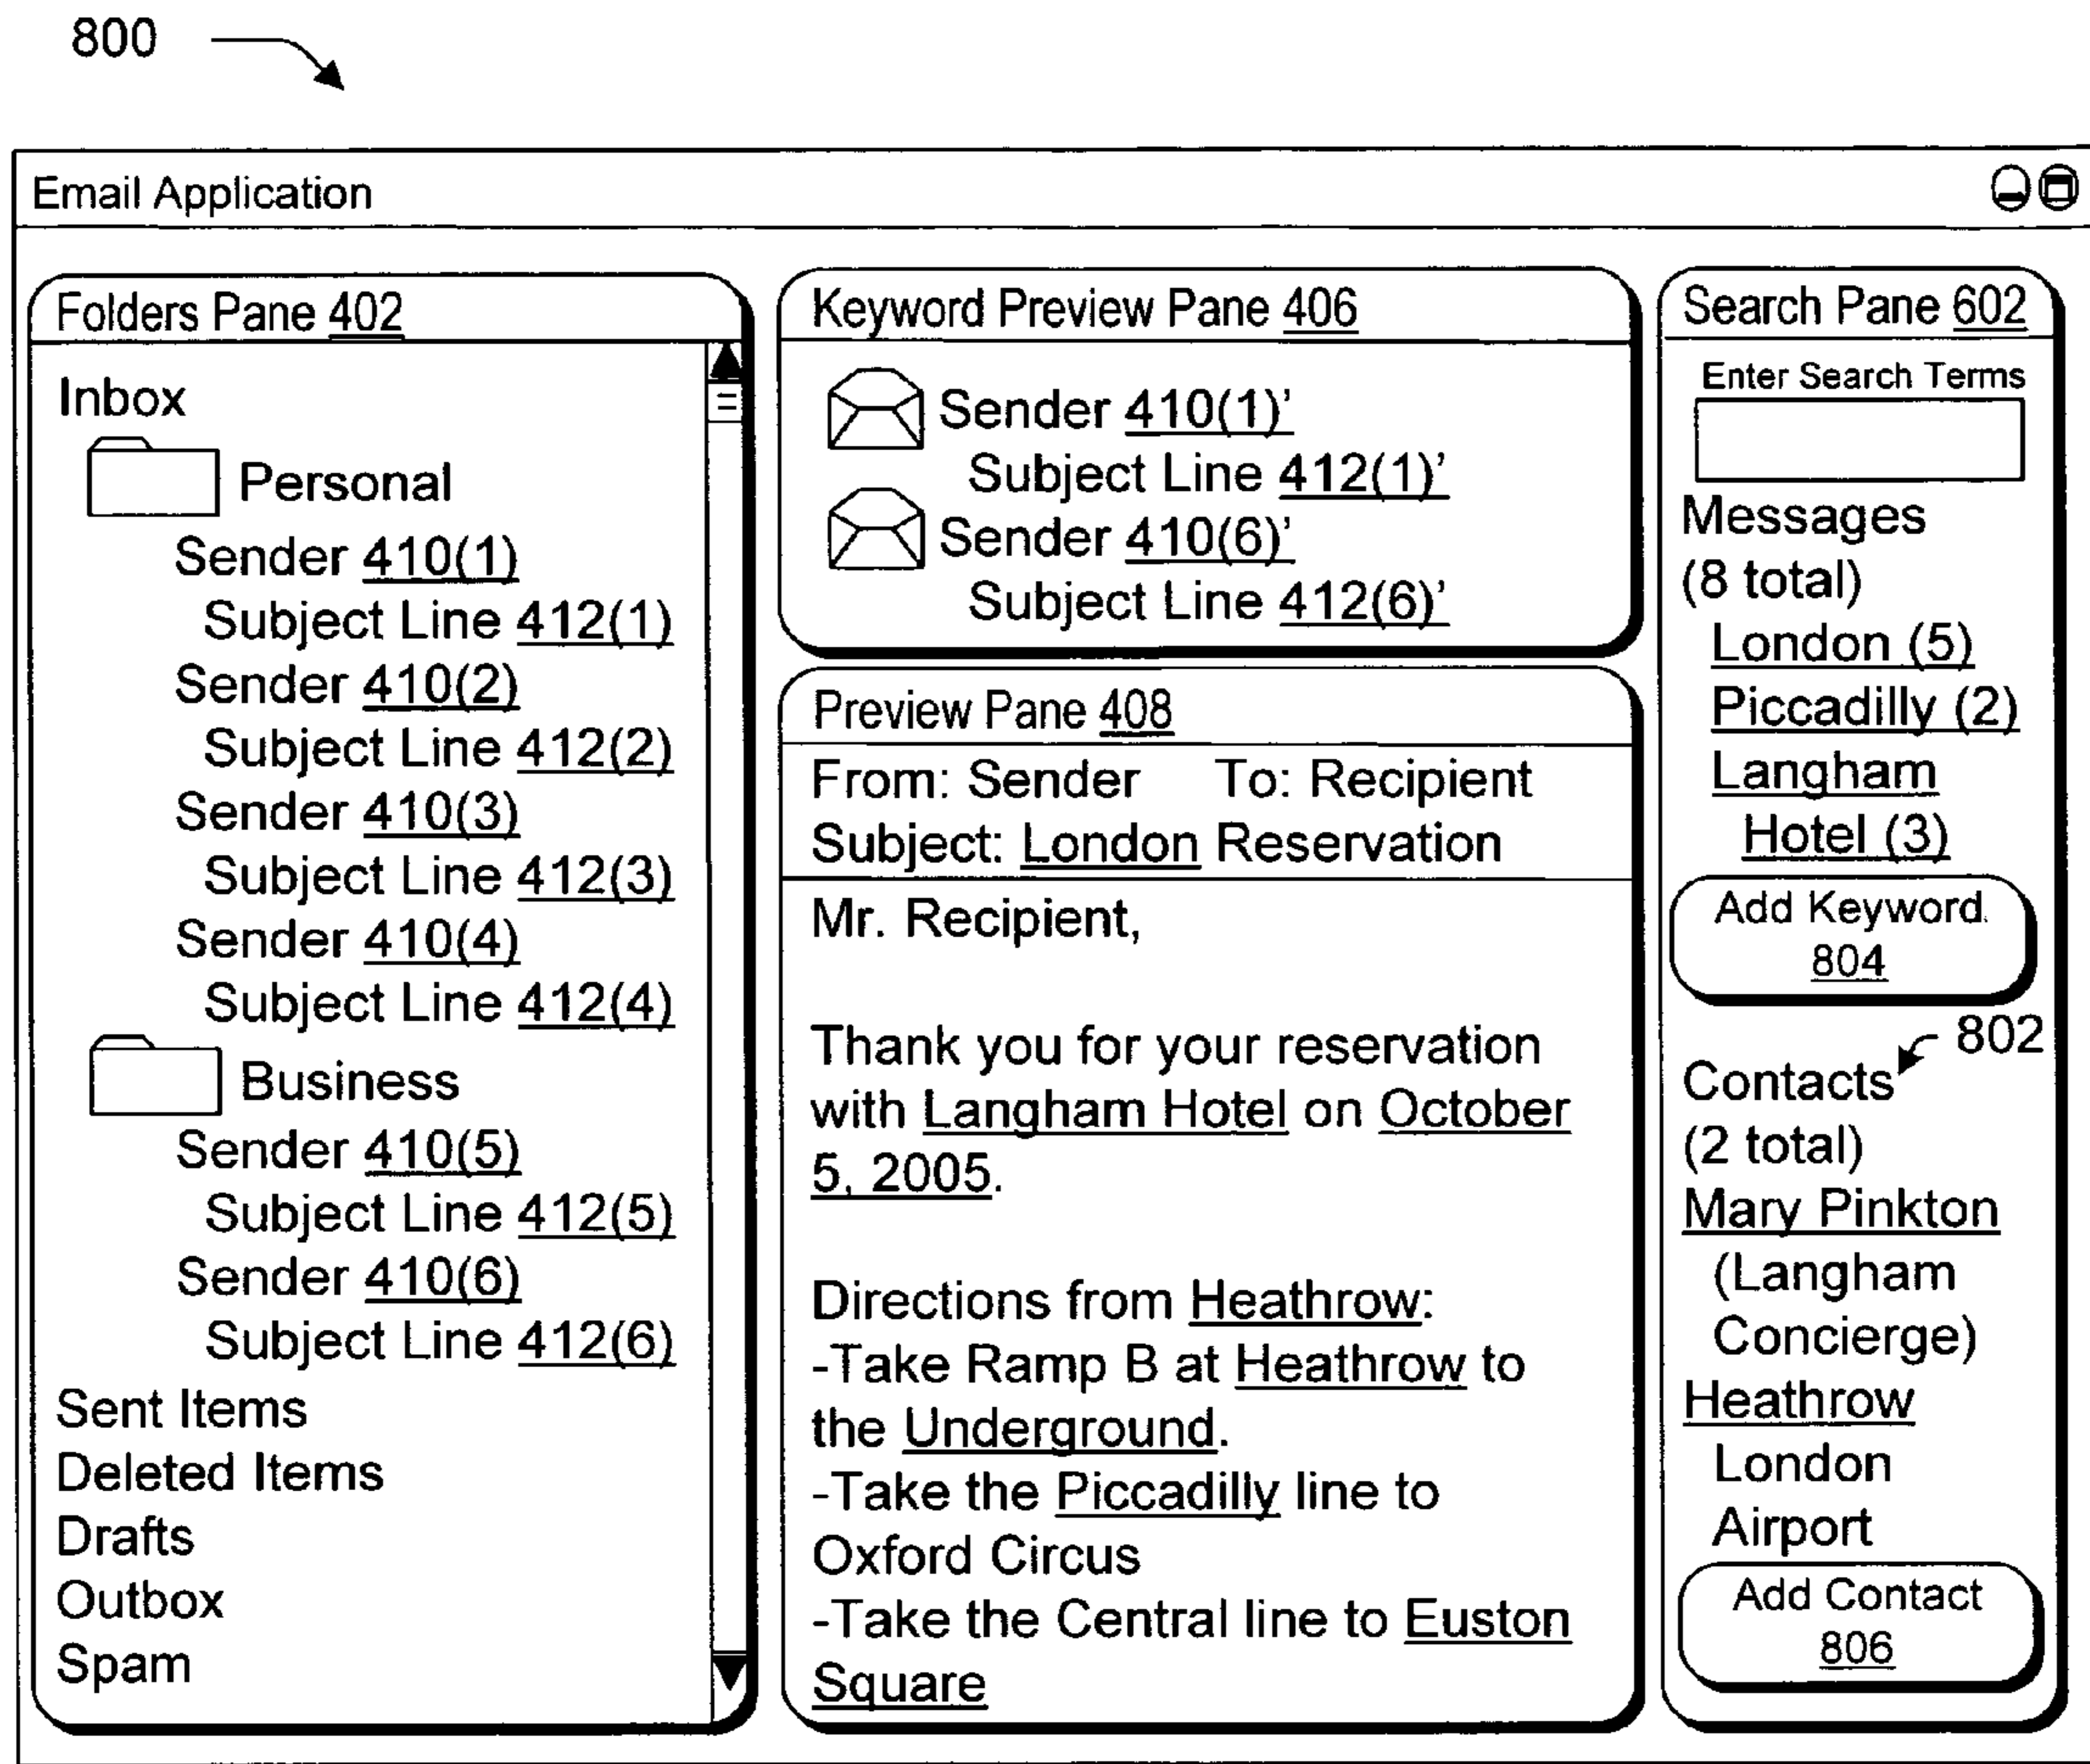 800
Email Application
Folders Pane 402
Inbox
Personal
Sender 410(1)
Subject Line 412(1)
Sender 410(2)
Subject Line 412(2)
Sender 410(3)
Subject Line 412(3)
Sender 410(4)
Subject Line 412(4)
Business
Sender 410(5)
Subject Line 412(5)
Sender 410(6)
Subject Line 412(6)
Sent Items
Deleted Items
Drafts
Outbox
Spam
Keyword Preview Pane 406
Sender 410(1)’
Subject Line 412(1)’
Sender 410(6)’
Subject Line 412(6)’
Preview Pane 408
From: Sender To: Recipient
Subject: London Reservation
Mr. Recipient,
Thank you for your reservation
with Langham Hotel on October
5, 2005.
Directions from Heathrow:
-Take Ramp B at Heathrow to
the Underground.
-Take the Piccadilly line to
Oxford Circus
-Take the Central line to Euston
Square
Search Pane 602
Enter Search Terms
Messages
(8 total)
London (5)
Piccadilly (2)
Langham
Hotel (3)
Add Keyword
804
802
Contacts
(2 total)
Mary Pinkton
(Langham
Concierge)
Heathrow
London
Airport
Add Contact
806